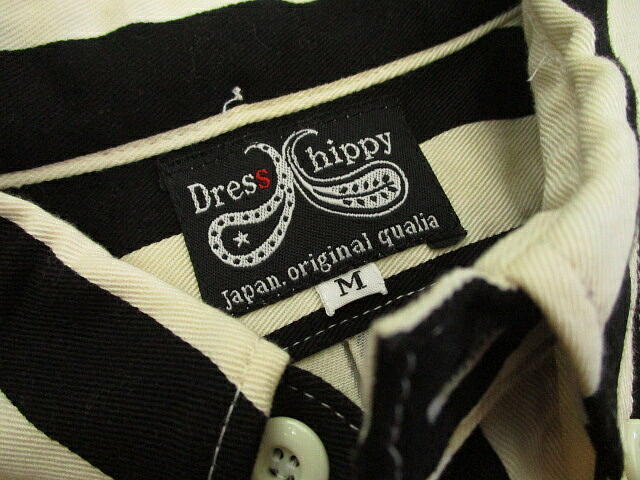 Dress hippy
Japan. original qualia
M